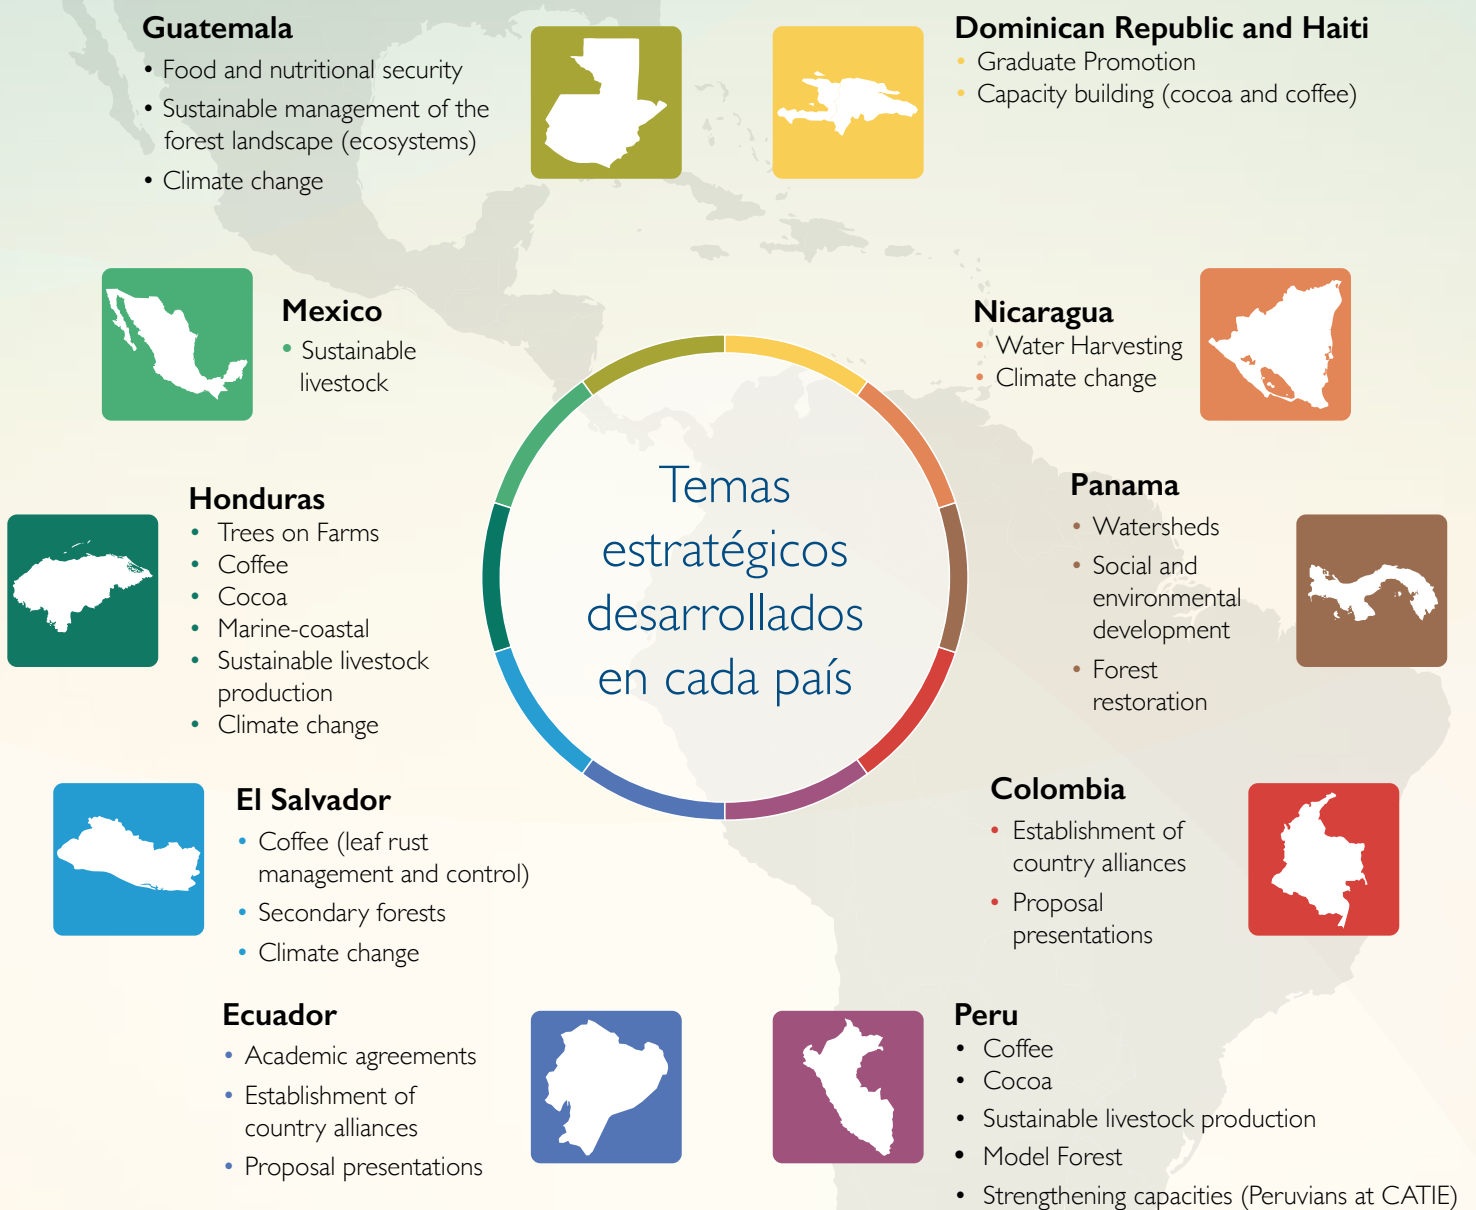 Guatemala
• Food and nutritional security
• Sustainable management of the
forest landscape (ecosystems)
• Climate change
Dominican Republic and Haiti
• Graduate Promotion
• Capacity building (cocoa and coffee)
Mexico
• Sustainable
livestock
Nicaragua
• Water Harvesting
• Climate change
Honduras
• Trees on Farms
• Coffee
• Cocoa
• Marine-coastal
• Sustainable livestock
production
• Climate change
Temas
estratégicos
desarrollados
en cada país
Panama
• Watersheds
• Social and
environmental
development
• Forest
restoration
El Salvador
• Coffee (leaf rust
management and control)
• Secondary forests
• Climate change
Colombia
• Establishment of
country alliances
• Proposal
presentations
Ecuador
• Academic agreements
• Establishment of
country alliances
• Proposal presentations
Peru
• Coffee
• Cocoa
• Sustainable livestock production
• Model Forest
• Strengthening capacities (Peruvians at CATIE)